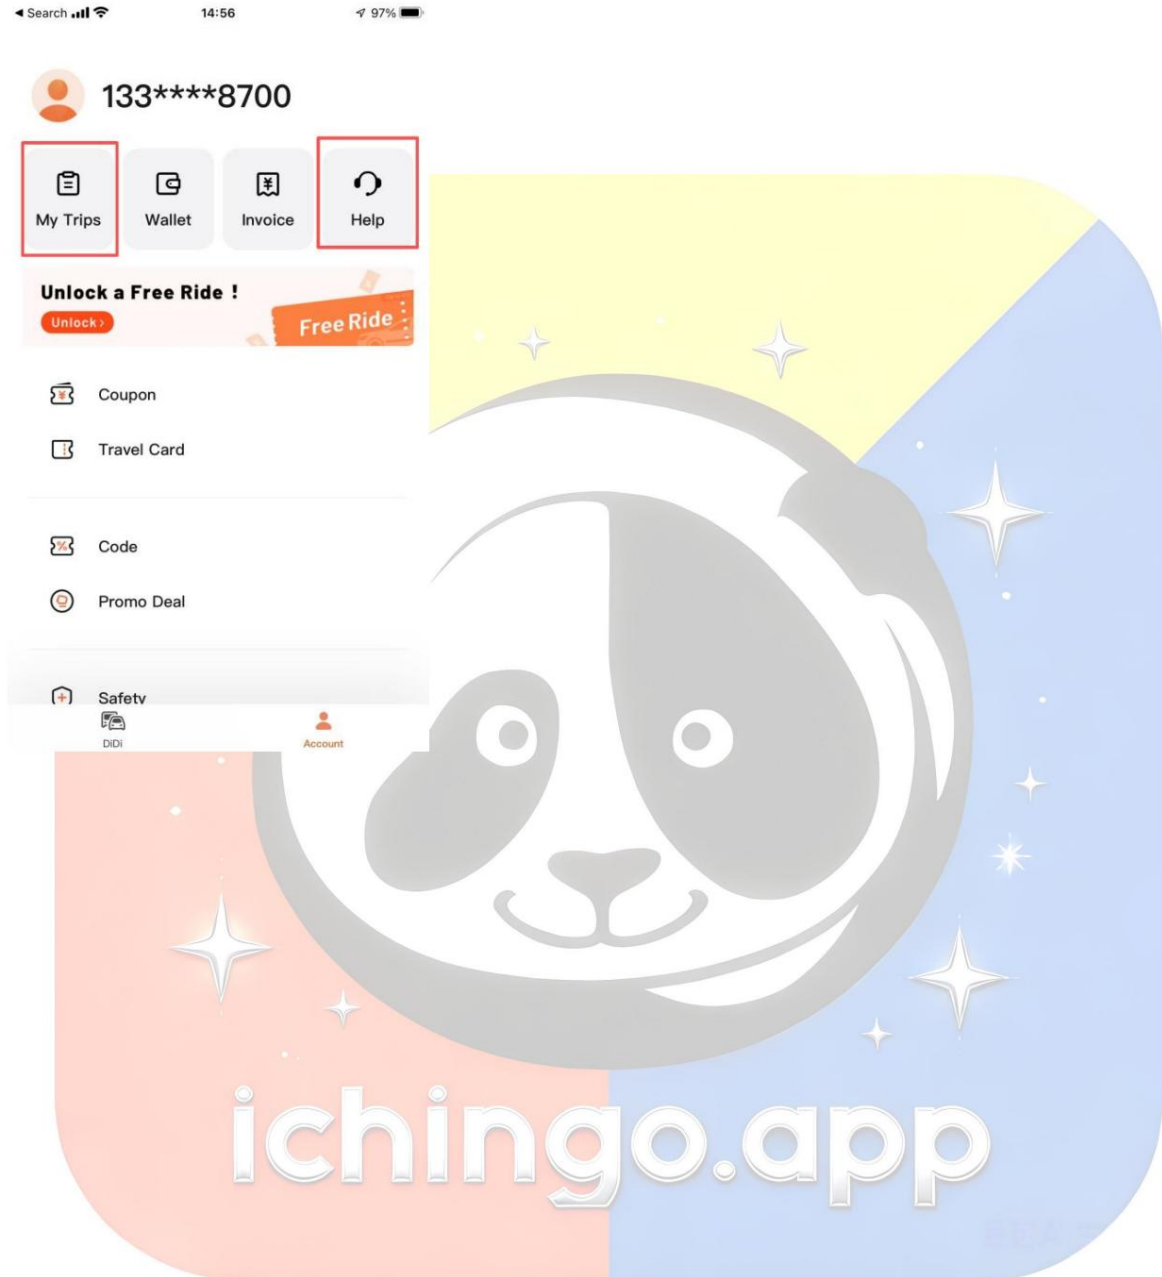 ◀ Search 14:56 97%
133****8700
My Trips Wallet Invoice Help
Unlock a Free Ride !
Unlock >
Free Ride
Coupon
Travel Card
Code
Promo Deal
Safety
DiDi Account
ichingo.app